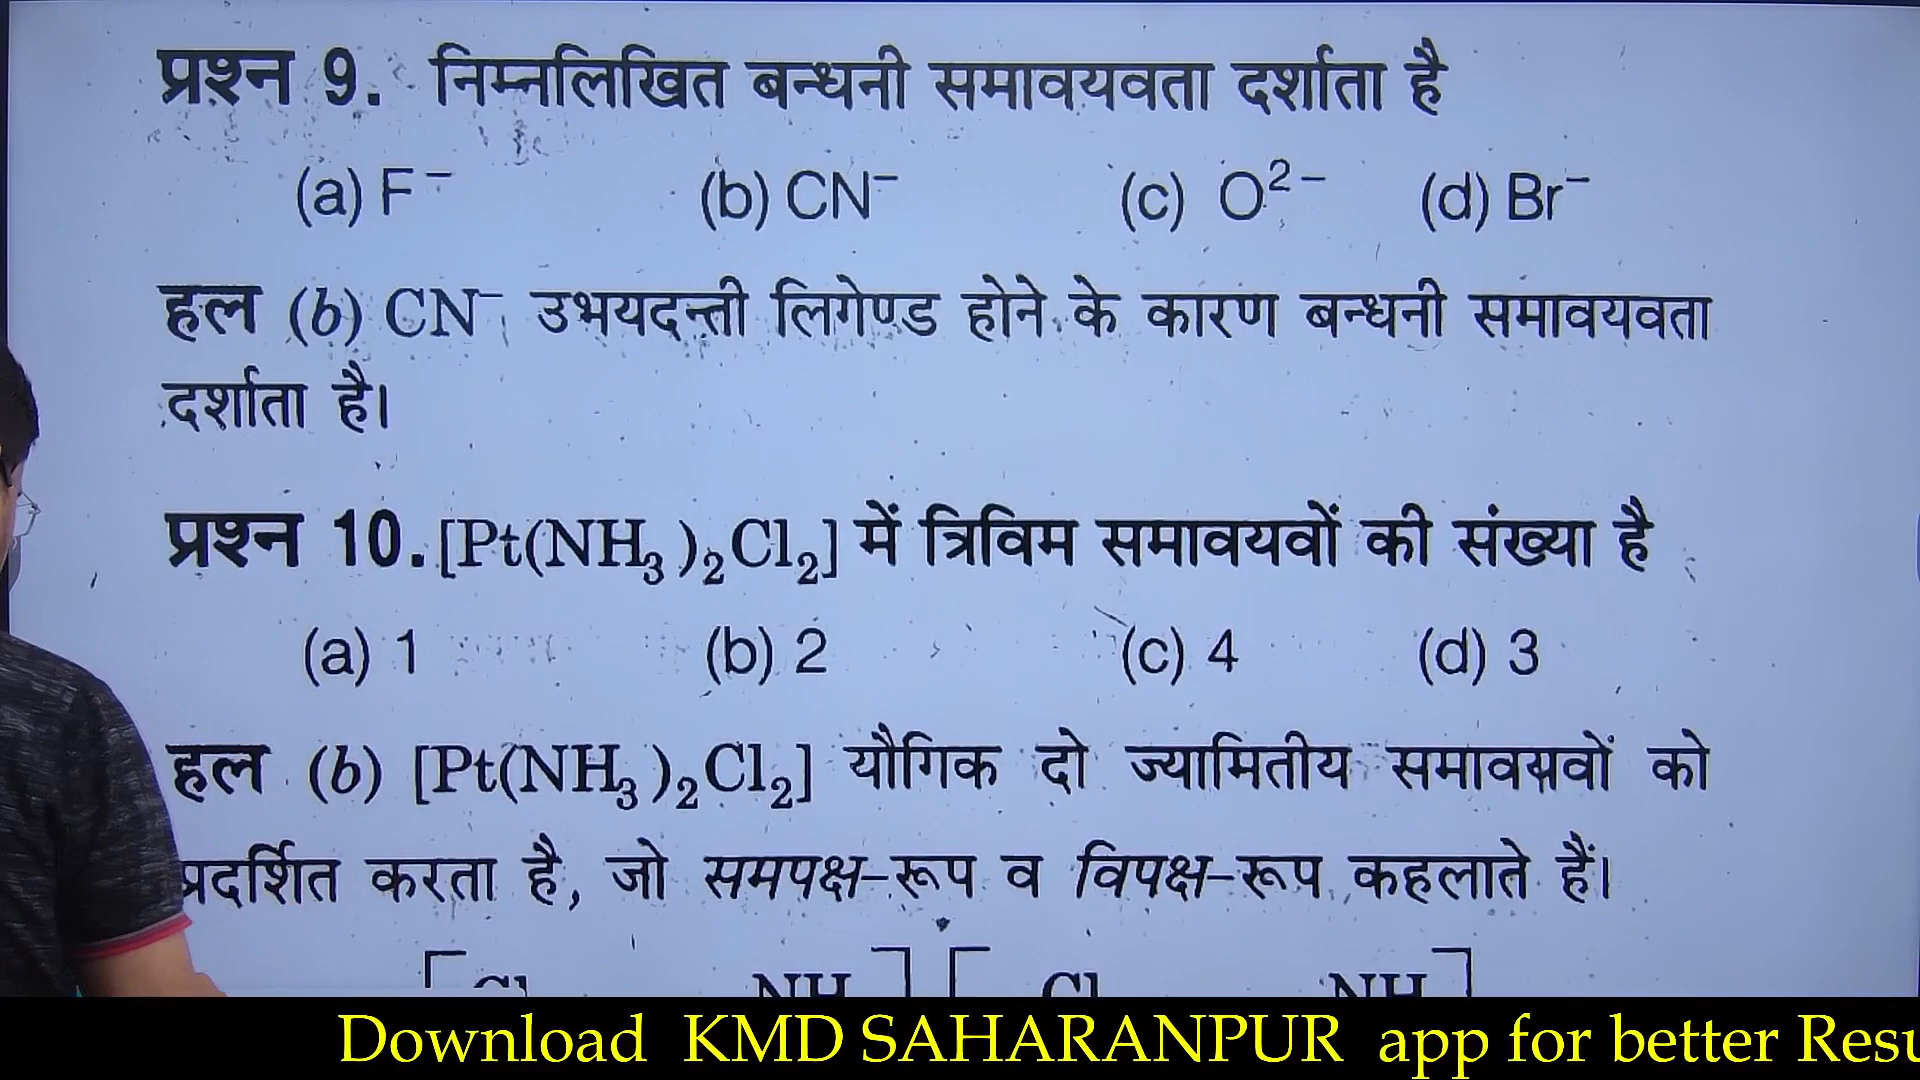 प्रश्न 9. निम्नलिखित बन्धनी समावयवता दर्शाता है
(a) F⁻ (b) CN⁻ (c) O²⁻ (d) Br⁻
हल (b) CN⁻ उभयदन्ती लिगेण्ड होने के कारण बन्धनी समावयवता
दर्शाता है।
प्रश्न 10. [Pt(NH₃)₂Cl₂] में त्रिविम समावयवों की संख्या है
(a) 1 (b) 2 (c) 4 (d) 3
हल (b) [Pt(NH₃)₂Cl₂] यौगिक दो ज्यामितीय समावयवों को
प्रदर्शित करता है, जो समपक्ष-रूप व विपक्ष-रूप कहलाते हैं।
Download KMD SAHARANPUR app for better